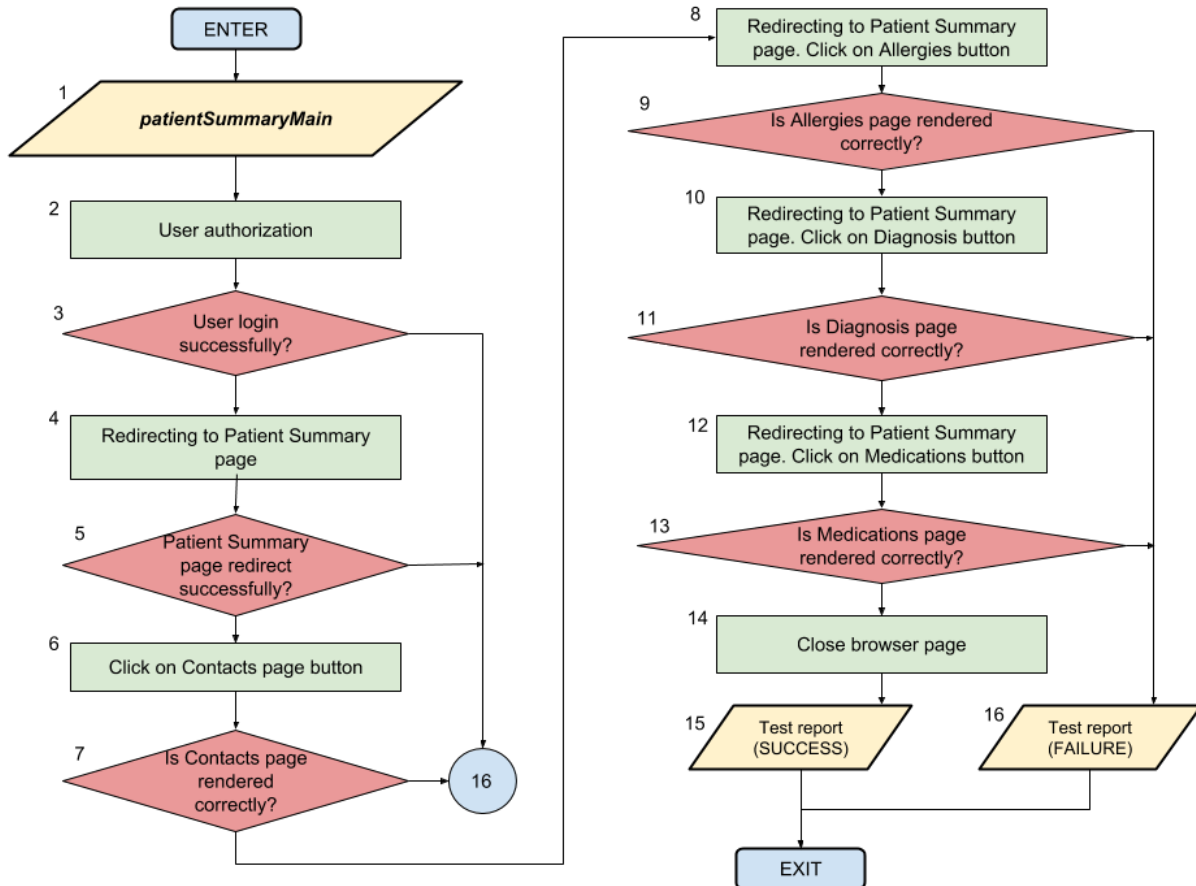 ENTER
1
patientSummaryMain
2
User authorization
3
User login
successfully?
4
Redirecting to Patient Summary
page
5
Patient Summary
page redirect
successfully?
6
Click on Contacts page button
7
Is Contacts page
rendered
correctly?
16
8
Redirecting to Patient Summary
page. Click on Allergies button
9
Is Allergies page rendered
correctly?
10
Redirecting to Patient Summary
page. Click on Diagnosis button
11
Is Diagnosis page
rendered correctly?
12
Redirecting to Patient Summary
page. Click on Medications button
13
Is Medications page
rendered correctly?
14
Close browser page
15
Test report
(SUCCESS)
16
Test report
(FAILURE)
EXIT